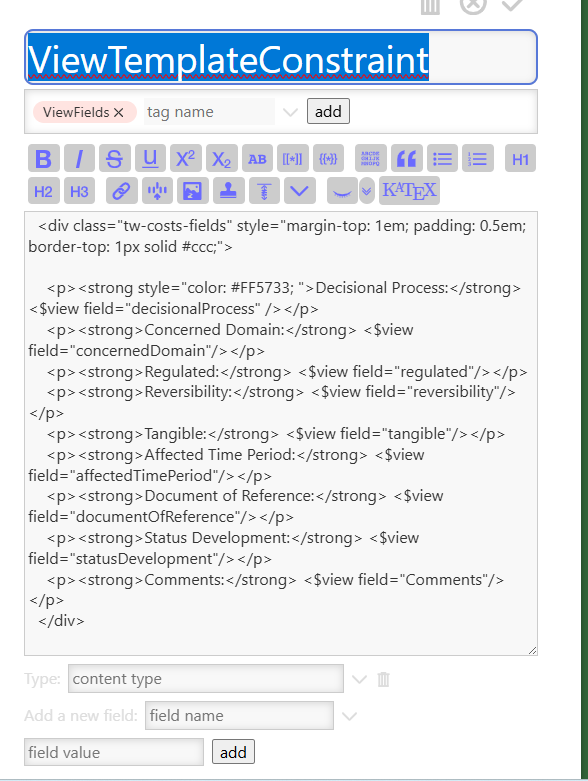 ViewTemplateConstraint
ViewFields × tag name add
B I S U X² X₂ AB [[*]] {{*}} H1
H2 H3 KATEX
<div class="tw-costs-fields" style="margin-top: 1em; padding: 0.5em;
border-top: 1px solid #ccc;">
<p><strong style="color: #FF5733; ">Decisional Process:</strong>
<$view field="decisionalProcess" /></p>
<p><strong>Concerned Domain:</strong> <$view
field="concernedDomain"/></p>
<p><strong>Regulated:</strong> <$view field="regulated"/></p>
<p><strong>Reversibility:</strong> <$view field="reversibility"/>
</p>
<p><strong>Tangible:</strong> <$view field="tangible"/></p>
<p><strong>Affected Time Period:</strong> <$view
field="affectedTimePeriod"/></p>
<p><strong>Document of Reference:</strong> <$view
field="documentOfReference"/></p>
<p><strong>Status Development:</strong> <$view
field="statusDevelopment"/></p>
<p><strong>Comments:</strong> <$view field="Comments"/>
</p>
</div>
Type: content type
Add a new field: field name
field value add